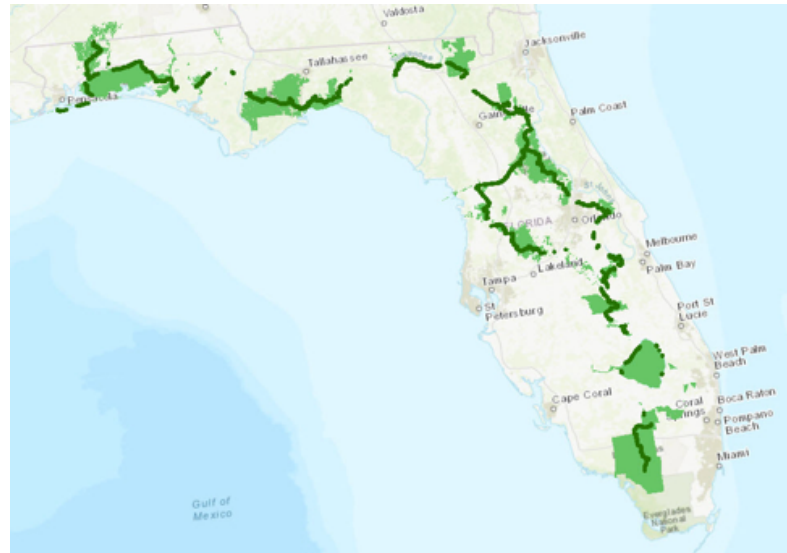 Valdosta
Jacksonville
Tallahassee
Pensacola
Palm Coast
St
FLORIDA
Orlando
Melbourne
Palm Bay
Lakeland
Tampa
St
Petersburg
Port St
Lucie
West Palm
Beach
Cape Coral
Coral
Springs
Boca Raton
Pompano
Beach
Miami
Gulf of
Mexico
Everglades
National
Park